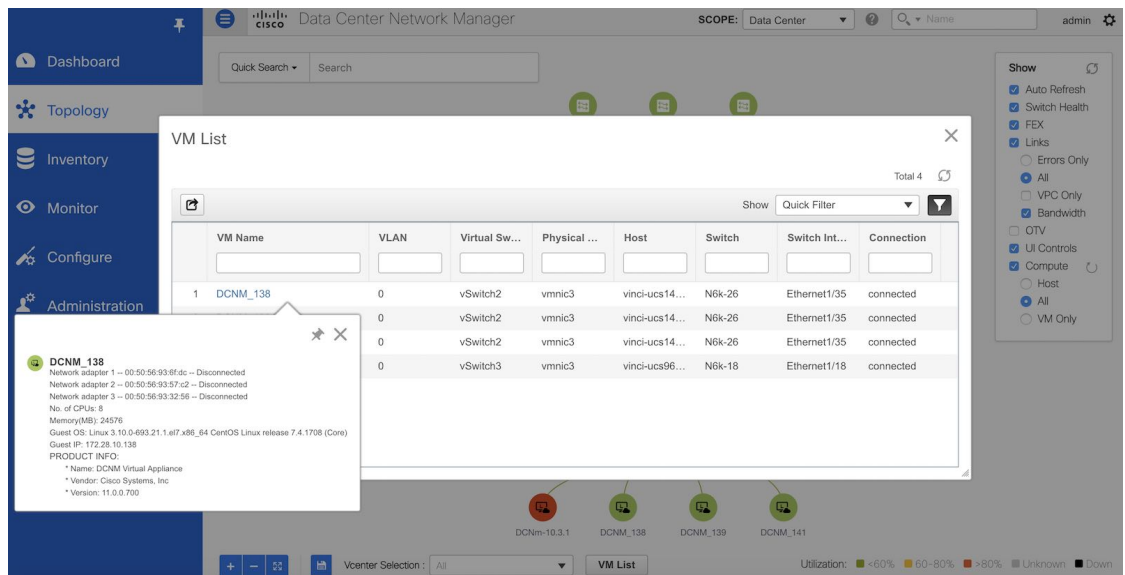 CISCO Data Center Network Manager
SCOPE: Data Center
Name
admin
Dashboard
Topology
Inventory
Monitor
Configure
Administration
Quick Search
Search
Show
Auto Refresh
Switch Health
FEX
Links
Errors Only
All
VPC Only
Bandwidth
OTV
UI Controls
Compute
Host
All
VM Only
VM List
Total 4
Show Quick Filter
VM Name VLAN Virtual Sw... Physical ... Host Switch Switch Int... Connection
1 DCNM_138 0 vSwitch2 vmnic3 vinci-ucs14... N6k-26 Ethernet1/35 connected
0 vSwitch2 vmnic3 vinci-ucs14... N6k-26 Ethernet1/35 connected
0 vSwitch2 vmnic3 vinci-ucs14... N6k-26 Ethernet1/35 connected
0 vSwitch3 vmnic3 vinci-ucs96... N6k-18 Ethernet1/18 connected
DCNM_138
Network adapter 1 -- 00:50:56:93:6f:dc -- Disconnected
Network adapter 2 -- 00:50:56:93:57:c2 -- Disconnected
Network adapter 3 -- 00:50:56:93:32:56 -- Disconnected
No. of CPUs: 8
Memory(MB): 24576
Guest OS: Linux 3.10.0-693.21.1.el7.x86_64 CentOS Linux release 7.4.1708 (Core)
Guest IP: 172.28.10.138
PRODUCT INFO:
* Name: DCNM Virtual Appliance
* Vendor: Cisco Systems, Inc
* Version: 11.0.0.700
DCNm-10.3.1 DCNM_138 DCNM_139 DCNM_141
Vcenter Selection : All VM List
Utilization: <60% 60-80% >80% Unknown Down